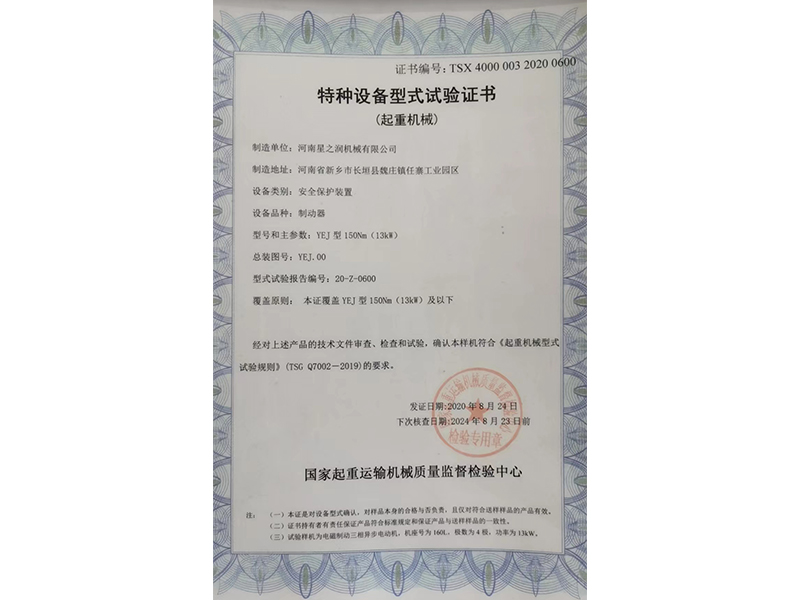 证书编号：TSX 4000 003 2020 0600
特种设备型式试验证书
(起重机械)
制造单位：河南星之润机械有限公司
制造地址：河南省新乡市长垣县魏庄镇任寨工业园区
设备类别：安全保护装置
设备品种：制动器
型号和主参数：YEJ 型 150Nm（13kW）
总装图号：YEJ.00
型式试验报告编号：20-Z-0600
覆盖原则： 本证覆盖 YEJ 型 150Nm（13kW）及以下
经对上述产品的技术文件审查、检查和试验，确认本样机符合《起重机械型式
试验规则》(TSG Q7002－2019)的要求。
发证日期:2020 年 8 月 24 日
下次核查日期:2024 年 8 月 23 日前
检验专用章
国家起重运输机械质量监督检验中心
注： （一）本证是对设备型式确认，对样品本身的合格与否负责，且仅对符合送样样品的产品有效。
（二）证书持有者有责任保证产品符合标准规定和保证产品与送样样品的一致性。
（三）试验样机为电磁制动三相异步电动机，机座号为 160L，极数为 4 极，功率为 13kW。